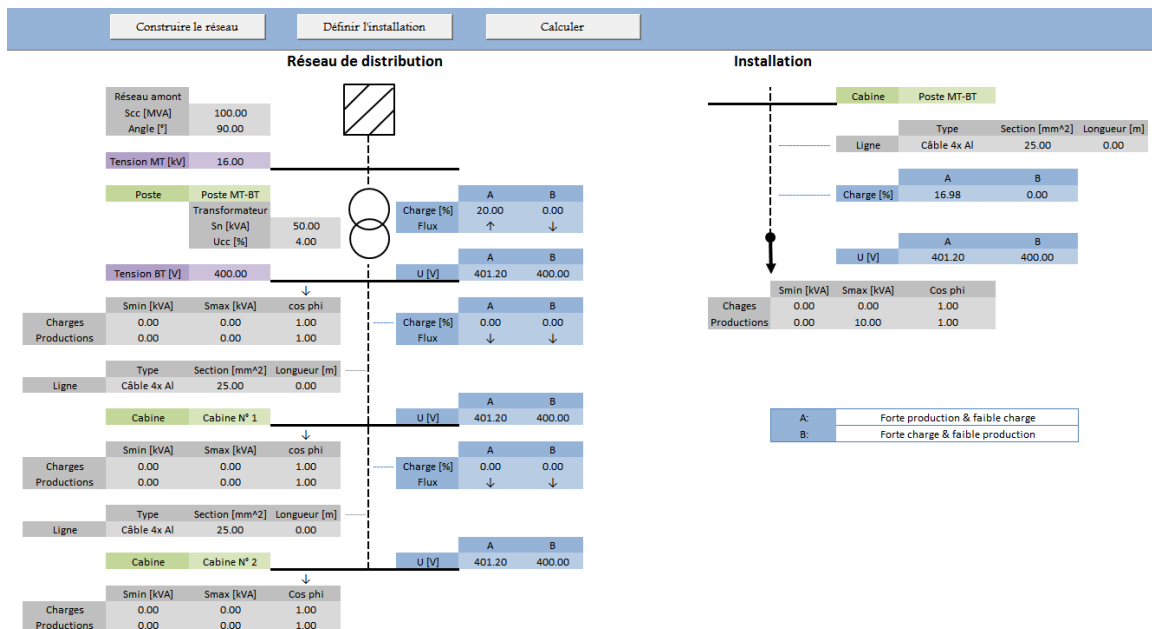 Construire le réseau Définir l'installation Calculer
Réseau de distribution Installation
Réseau amont
Scc [MVA] 100.00
Angle [°] 90.00
Tension MT [kV] 16.00
Poste Poste MT-BT
Transformateur
Sn [kVA] 50.00
Ucc [%] 4.00
A B
Charge [%] 20.00 0.00
Flux ↑ ↓
A B
Tension BT [V] 400.00 U [V] 401.20 400.00
↓
Smin [kVA] Smax [kVA] cos phi
Charges 0.00 0.00 1.00
Productions 0.00 0.00 1.00
A B
Charge [%] 0.00 0.00
Flux ↓ ↓
Type Section [mm^2] Longueur [m]
Ligne Câble 4x Al 25.00 0.00
A B
Cabine Cabine N° 1 U [V] 401.20 400.00
↓
Smin [kVA] Smax [kVA] cos phi
Charges 0.00 0.00 1.00
Productions 0.00 0.00 1.00
A B
Charge [%] 0.00 0.00
Flux ↓ ↓
Type Section [mm^2] Longueur [m]
Ligne Câble 4x Al 25.00 0.00
A B
Cabine Cabine N° 2 U [V] 401.20 400.00
↓
Smin [kVA] Smax [kVA] Cos phi
Charges 0.00 0.00 1.00
Productions 0.00 0.00 1.00
Cabine Poste MT-BT
Type Section [mm^2] Longueur [m]
Ligne Câble 4x Al 25.00 0.00
A B
Charge [%] 16.98 0.00
A B
U [V] 401.20 400.00
Smin [kVA] Smax [kVA] Cos phi
Chages 0.00 0.00 1.00
Productions 0.00 10.00 1.00
A: Forte production & faible charge
B: Forte charge & faible production